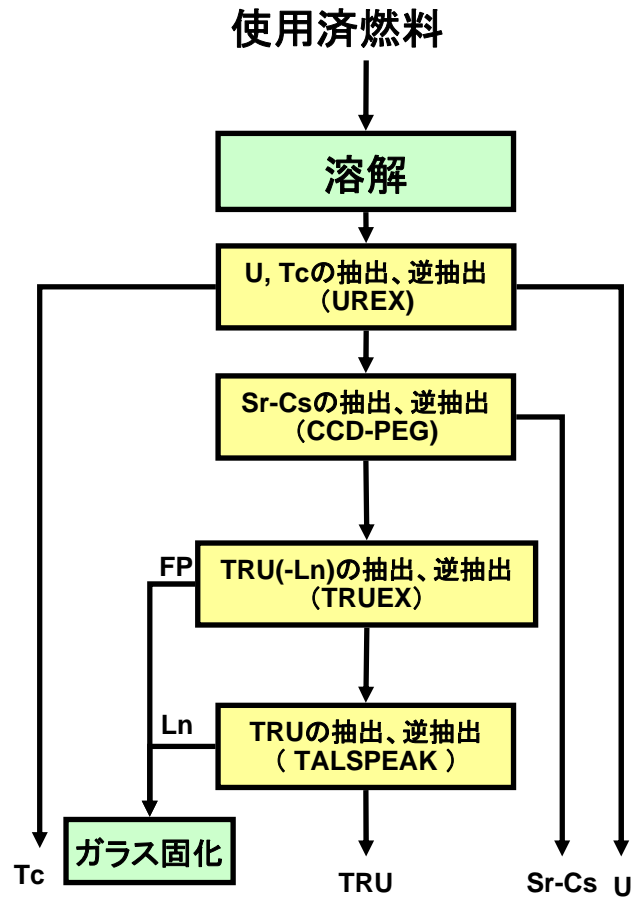 使用済燃料
溶解
U, Tcの抽出、逆抽出
（UREX)
Sr-Csの抽出、逆抽出
（CCD-PEG)
FP
TRU(-Ln)の抽出、逆抽出
（TRUEX）
Ln
TRUの抽出、逆抽出
（ TALSPEAK ）
ガラス固化
Tc
TRU
Sr-Cs
U